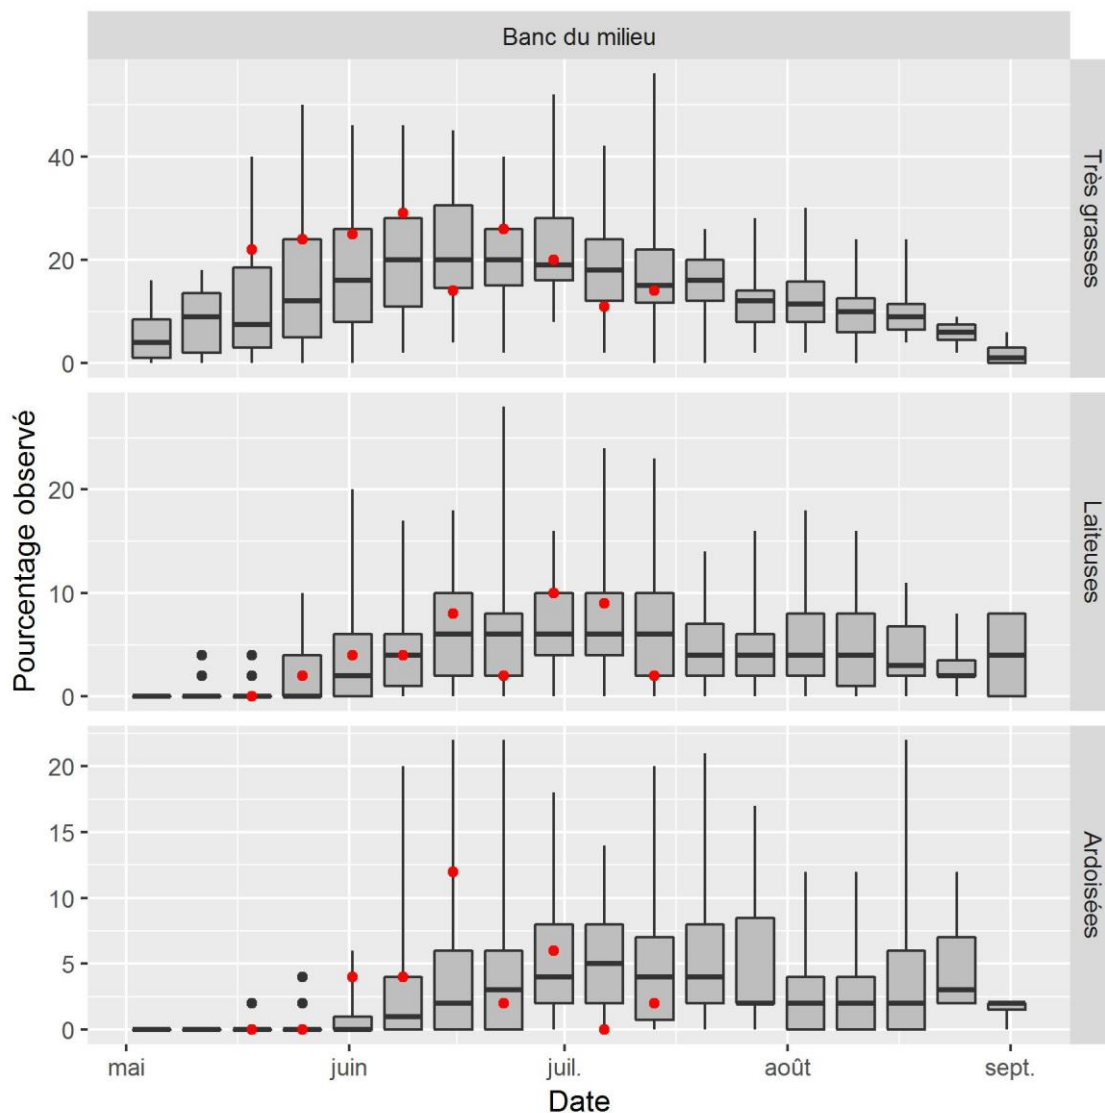 Banc du milieu
Très grasses
40
20
0
Laiteuses
20
10
0
Ardoisées
20
15
10
5
0
Pourcentage observé
mai
juin
juil.
août
sept.
Date